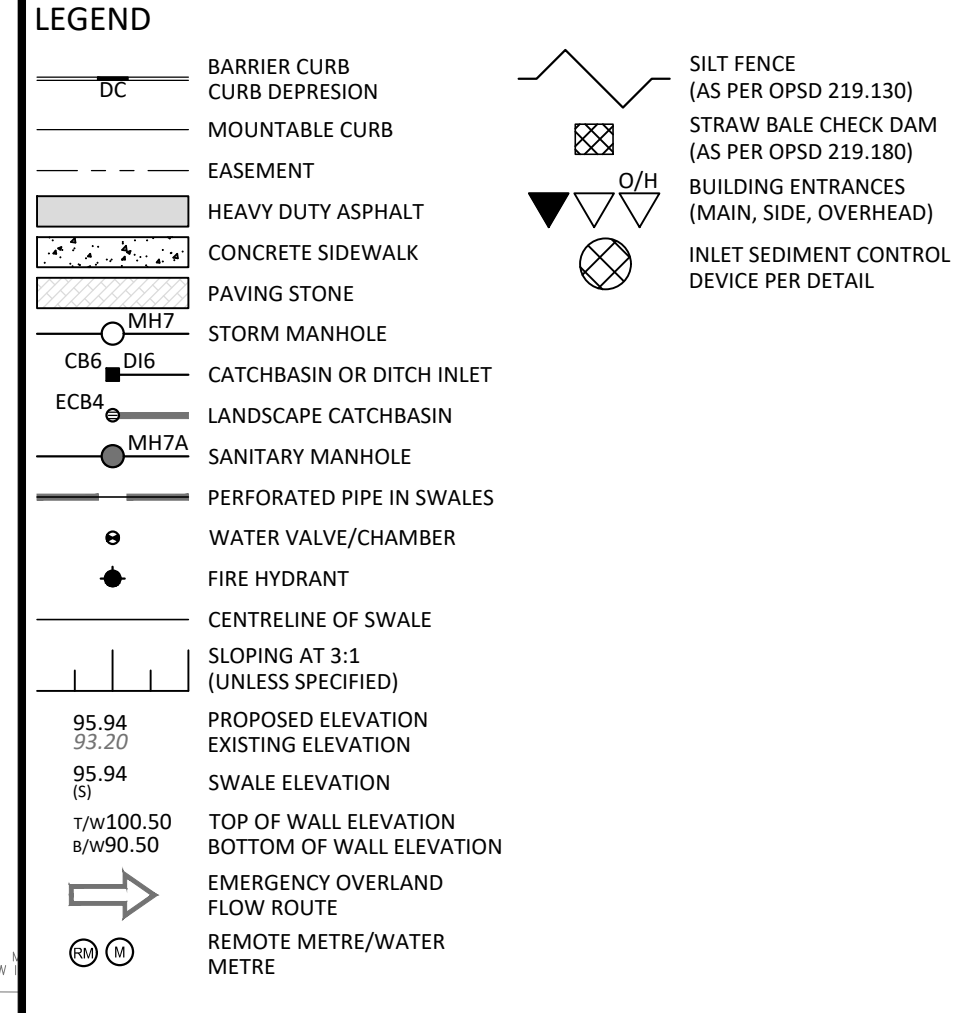 LEGEND
DC
BARRIER CURB
CURB DEPRESION
MOUNTABLE CURB
EASEMENT
HEAVY DUTY ASPHALT
CONCRETE SIDEWALK
PAVING STONE
MH7
STORM MANHOLE
CB6 DI6
CATCHBASIN OR DITCH INLET
ECB4
LANDSCAPE CATCHBASIN
MH7A
SANITARY MANHOLE
PERFORATED PIPE IN SWALES
WATER VALVE/CHAMBER
FIRE HYDRANT
CENTRELINE OF SWALE
SLOPING AT 3:1
(UNLESS SPECIFIED)
95.94
93.20
PROPOSED ELEVATION
EXISTING ELEVATION
95.94
(S)
SWALE ELEVATION
T/W100.50
B/W90.50
TOP OF WALL ELEVATION
BOTTOM OF WALL ELEVATION
EMERGENCY OVERLAND
FLOW ROUTE
RM M
REMOTE METRE/WATER
METRE
SILT FENCE
(AS PER OPSD 219.130)
STRAW BALE CHECK DAM
(AS PER OPSD 219.180)
O/H
BUILDING ENTRANCES
(MAIN, SIDE, OVERHEAD)
INLET SEDIMENT CONTROL
DEVICE PER DETAIL